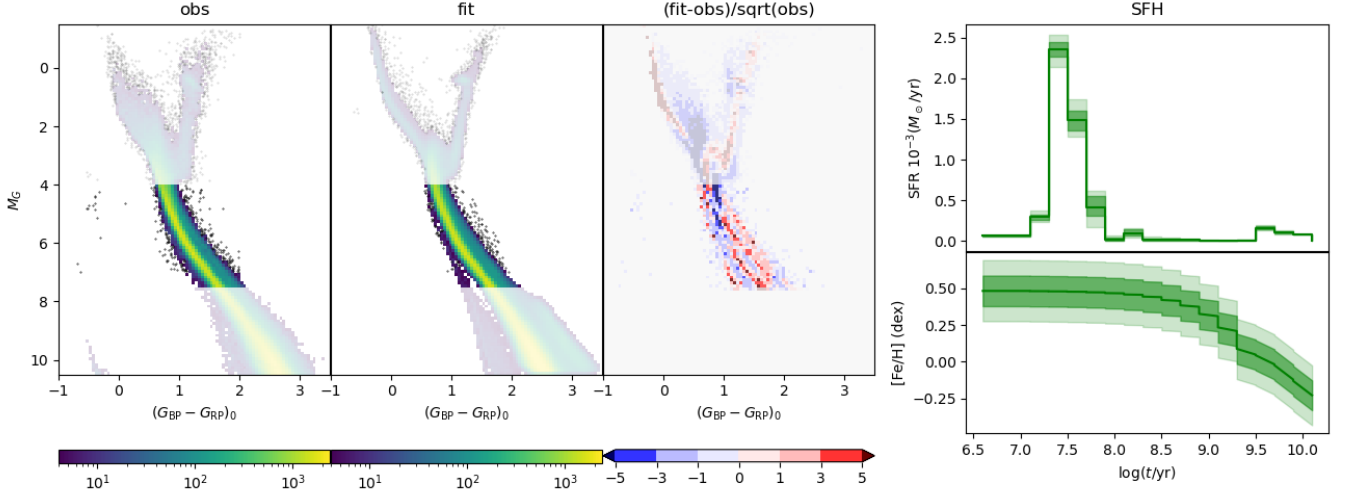 obs fit (fit-obs)/sqrt(obs) SFH
M_G
0
2
4
6
8
10
−1 0 1 2 3 −1 0 1 2 3 −1 0 1 2 3
(G_BP − G_RP)_0 (G_BP − G_RP)_0 (G_BP − G_RP)_0
10^1 10^2 10^3 10^1 10^2 10^3 −5 −3 −1 0 1 3 5
SFR 10^−3(M_⊙/yr)
2.5
2.0
1.5
1.0
0.5
0.0
[Fe/H] (dex)
0.50
0.25
0.00
−0.25
7.0 7.5 8.0 8.5 9.0 9.5 10.0
log(t/yr)